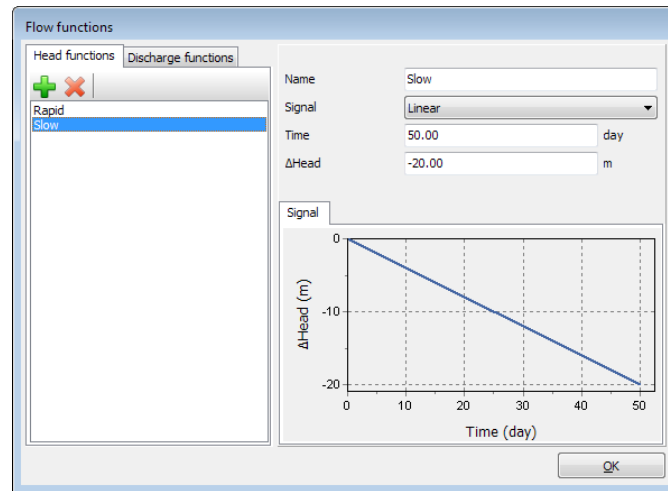 Flow functions
Head functions Discharge functions
Rapid
Slow
Name Slow
Signal Linear
Time 50.00 day
ΔHead -20.00 m
Signal
0
-10
-20
ΔHead (m)
0 10 20 30 40 50
Time (day)
OK